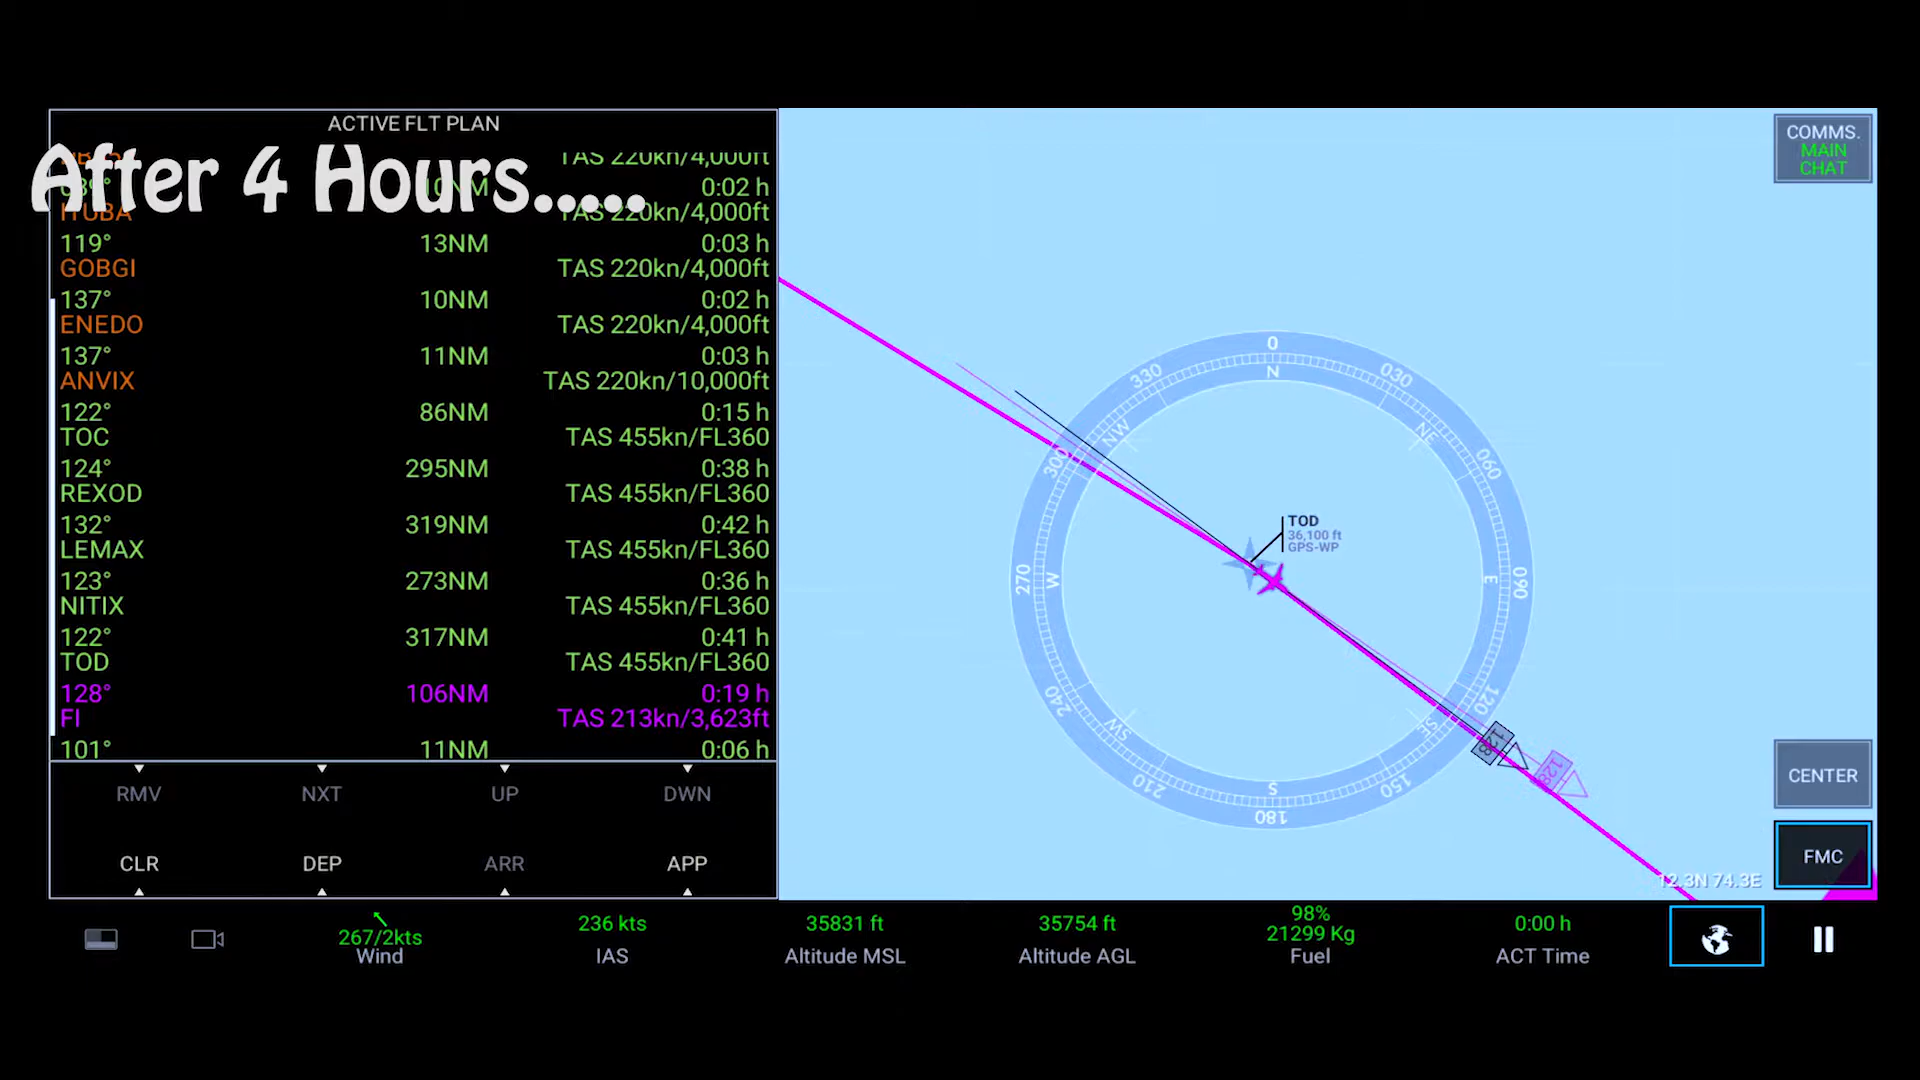 ACTIVE FLT PLAN
After 4 Hours.....
TAS 220kn/4,000ft
10NM 0:02 h
ITUBA TAS 220kn/4,000ft
119° 13NM 0:03 h
GOBGI TAS 220kn/4,000ft
137° 10NM 0:02 h
ENEDO TAS 220kn/4,000ft
137° 11NM 0:03 h
ANVIX TAS 220kn/10,000ft
122° 86NM 0:15 h
TOC TAS 455kn/FL360
124° 295NM 0:38 h
REXOD TAS 455kn/FL360
132° 319NM 0:42 h
LEMAX TAS 455kn/FL360
123° 273NM 0:36 h
NITIX TAS 455kn/FL360
122° 317NM 0:41 h
TOD TAS 455kn/FL360
128° 106NM 0:19 h
FI TAS 213kn/3,623ft
101° 11NM 0:06 h
RMV NXT UP DWN
CLR DEP ARR APP
COMMS.
MAIN
CHAT
0
N
030
NE
060
090
E
120
SE
150
180
S
210
SW
240
270
W
300
NW
330
TOD
36,100 ft
GPS-WP
128
128
CENTER
FMC
12.3N 74.3E
267/2kts
Wind
236 kts
IAS
35831 ft
Altitude MSL
35754 ft
Altitude AGL
98%
21299 Kg
Fuel
0:00 h
ACT Time